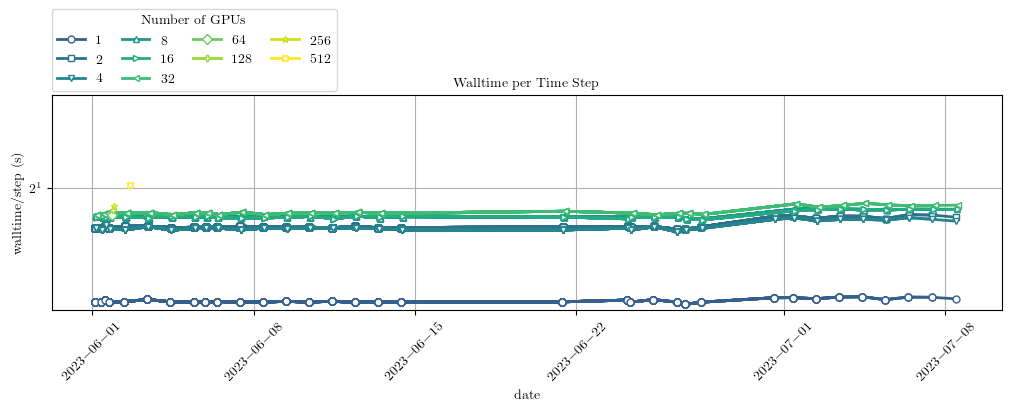 Number of GPUs
1 8 64 256
2 16 128 512
4 32
Walltime per Time Step
walltime/step (s)
2¹
2023−06−01 2023−06−08 2023−06−15 2023−06−22 2023−07−01 2023−07−08
date